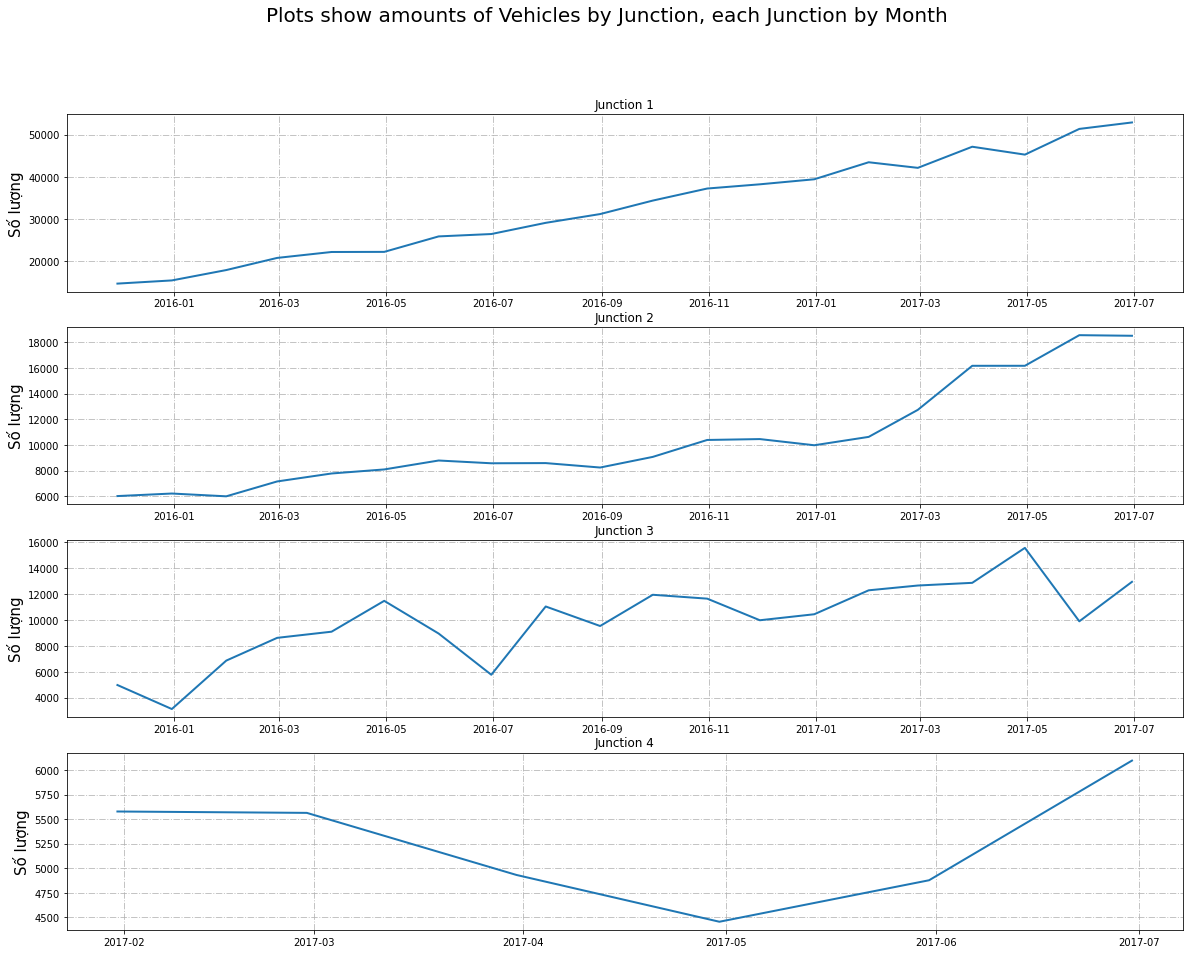 Plots show amounts of Vehicles by Junction, each Junction by Month
Junction 1
Số lượng
50000
40000
30000
20000
2016-01 2016-03 2016-05 2016-07 2016-09 2016-11 2017-01 2017-03 2017-05 2017-07
Junction 2
Số lượng
18000
16000
14000
12000
10000
8000
6000
2016-01 2016-03 2016-05 2016-07 2016-09 2016-11 2017-01 2017-03 2017-05 2017-07
Junction 3
Số lượng
16000
14000
12000
10000
8000
6000
4000
2016-01 2016-03 2016-05 2016-07 2016-09 2016-11 2017-01 2017-03 2017-05 2017-07
Junction 4
Số lượng
6000
5750
5500
5250
5000
4750
4500
2017-02 2017-03 2017-04 2017-05 2017-06 2017-07